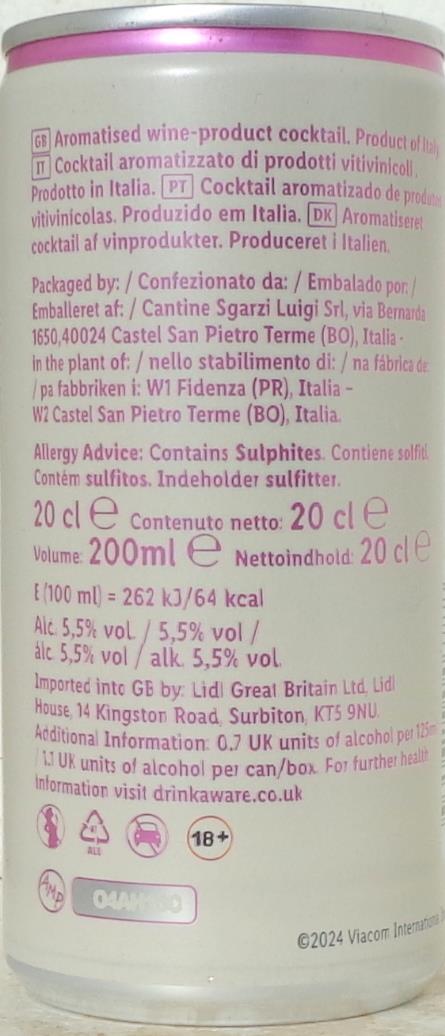 GB Aromatised wine-product cocktail. Product of Italy
IT Cocktail aromatizzato di prodotti vitivinicoli.
Prodotto in Italia. PT Cocktail aromatizado de
vitivinícolas. Produzido em Italia. DK Aromatiseret
cocktail af vinprodukter. Produceret i Italien.
Packaged by: / Confezionato da: / Embalado por: /
Emballeret af: / Cantine Sgarzi Luigi Srl, via Bernarda
1650,40024 Castel San Pietro Terme (BO), Italia -
in the plant of: / nello stabilimento di: / na fábrica de:
/ pa fabbriken i: W1 Fidenza (PR), Italia -
W2 Castel San Pietro Terme (BO), Italia.
Allergy Advice: Contains Sulphites. Contiene solfiti.
Contém sulfitos. Indeholder sulfitter.
20 cl e Contenuto netto: 20 cl e
Volume: 200ml e Nettoindhold: 20 cl e
E (100 ml) = 262 kJ/64 kcal
Alc. 5,5% vol. / 5,5% vol /
álc. 5,5% vol / alk. 5,5% vol.
Imported into GB by: Lidl Great Britain Ltd, Lidl
House, 14 Kingston Road, Surbiton, KT5 9NU.
Additional Information: 0.7 UK units of alcohol per
/ 1.1 UK units of alcohol per can/box. For further health
information visit drinkaware.co.uk
41
ALU
18+
AMP
©2024 Viacom International